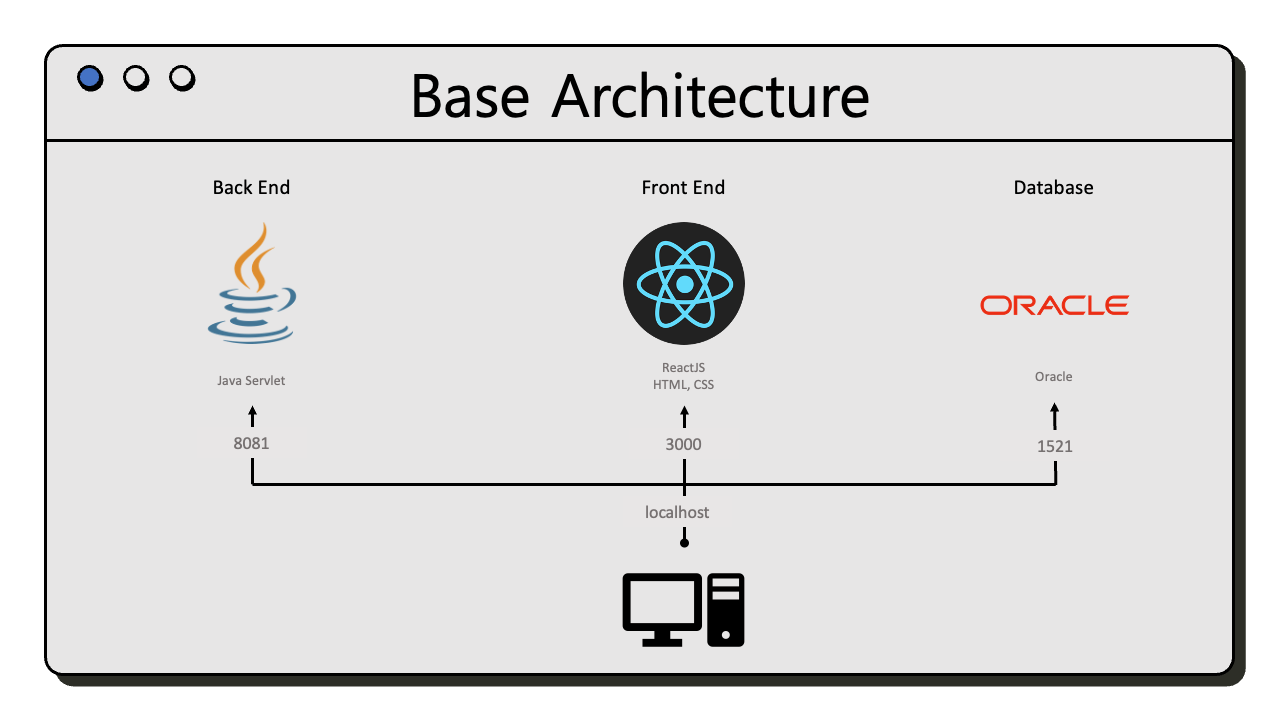 Base Architecture
Back End
Front End
Database
ORACLE
Java Servlet
ReactJS
HTML, CSS
Oracle
8081
3000
1521
localhost